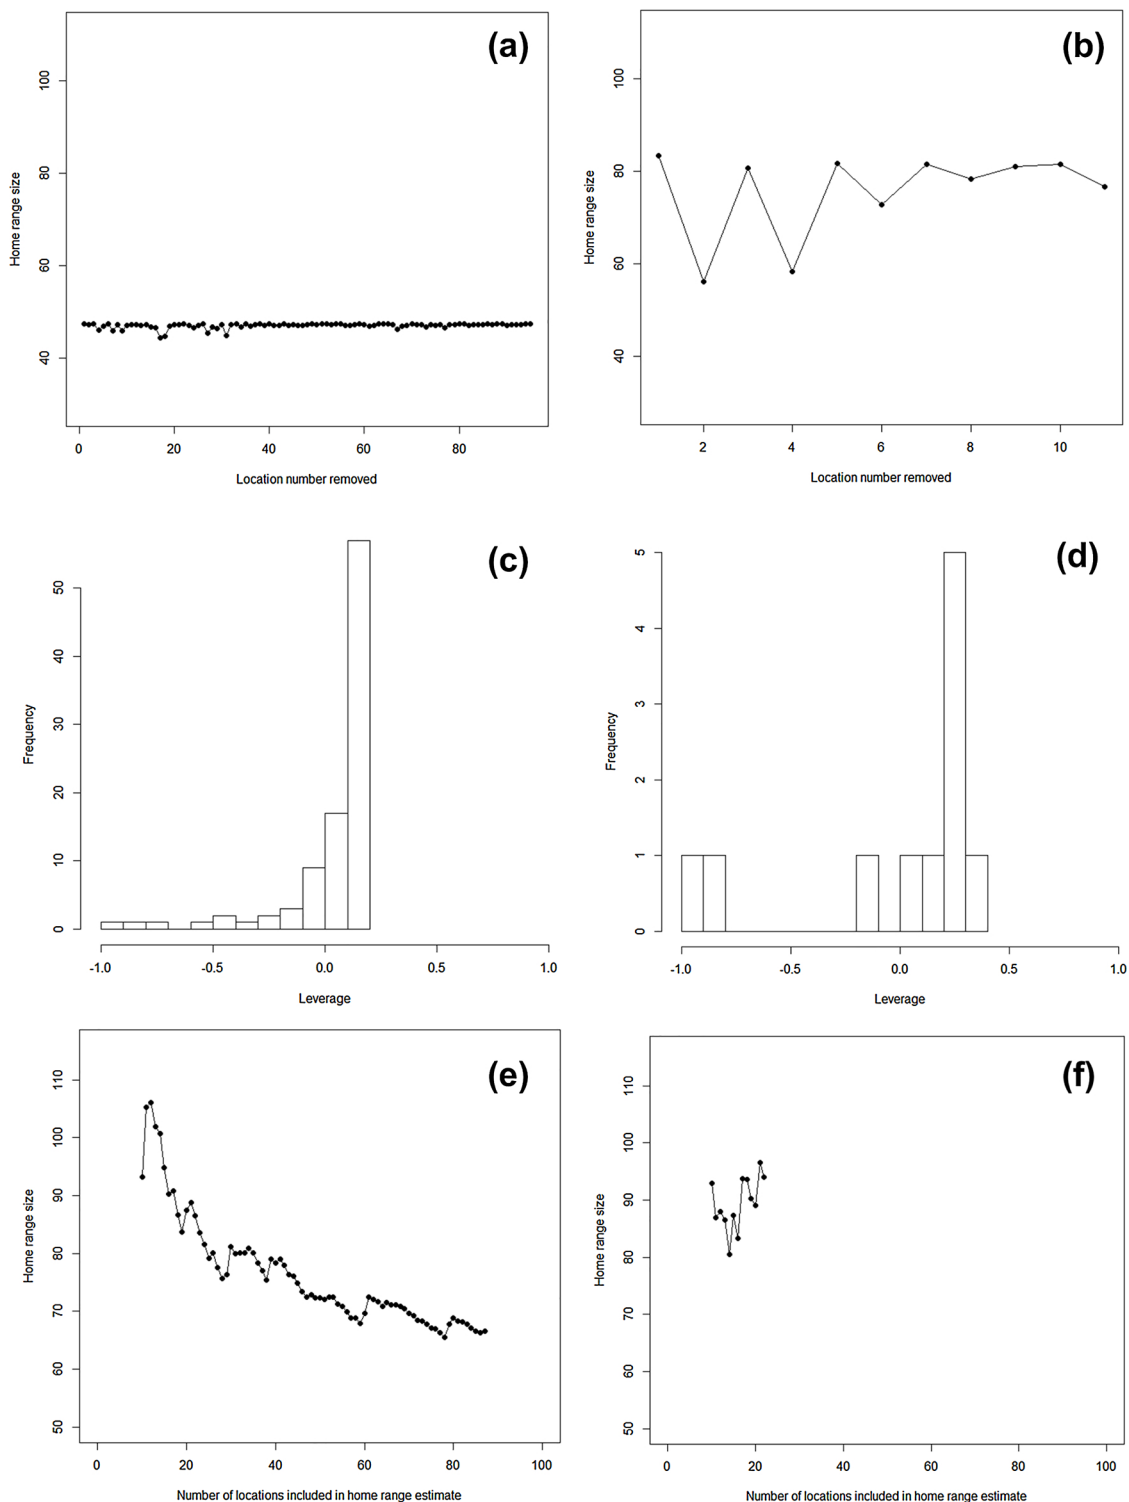 (a)
100
80
60
40
Home range size
0 20 40 60 80
Location number removed
(b)
100
80
60
40
Home range size
2 4 6 8 10
Location number removed
(c)
50
40
30
20
10
0
Frequency
-1.0 -0.5 0.0 0.5 1.0
Leverage
(d)
5
4
3
2
1
0
Frequency
-1.0 -0.5 0.0 0.5 1.0
Leverage
(e)
110
100
90
80
70
60
50
Home range size
0 20 40 60 80 100
Number of locations included in home range estimate
(f)
110
100
90
80
70
60
50
Home range size
0 20 40 60 80 100
Number of locations included in home range estimate